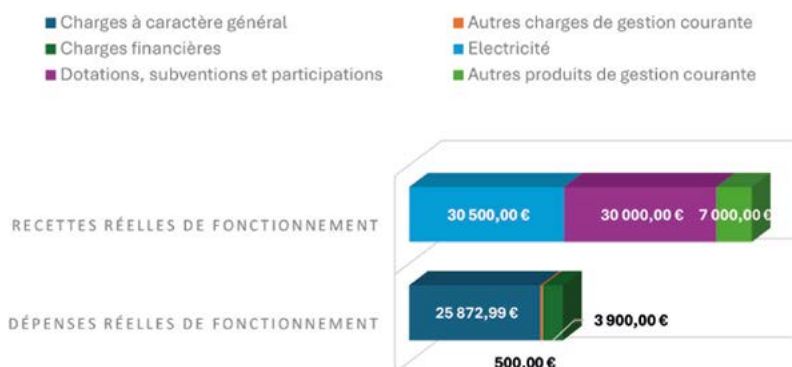 Charges à caractère général
Autres charges de gestion courante
Charges financières
Electricité
Dotations, subventions et participations
Autres produits de gestion courante
RECETTES RÉELLES DE FONCTIONNEMENT
30 500,00 €
30 000,00 €
7 000,00 €
DÉPENSES RÉELLES DE FONCTIONNEMENT
25 872,99 €
3 900,00 €
500,00 €